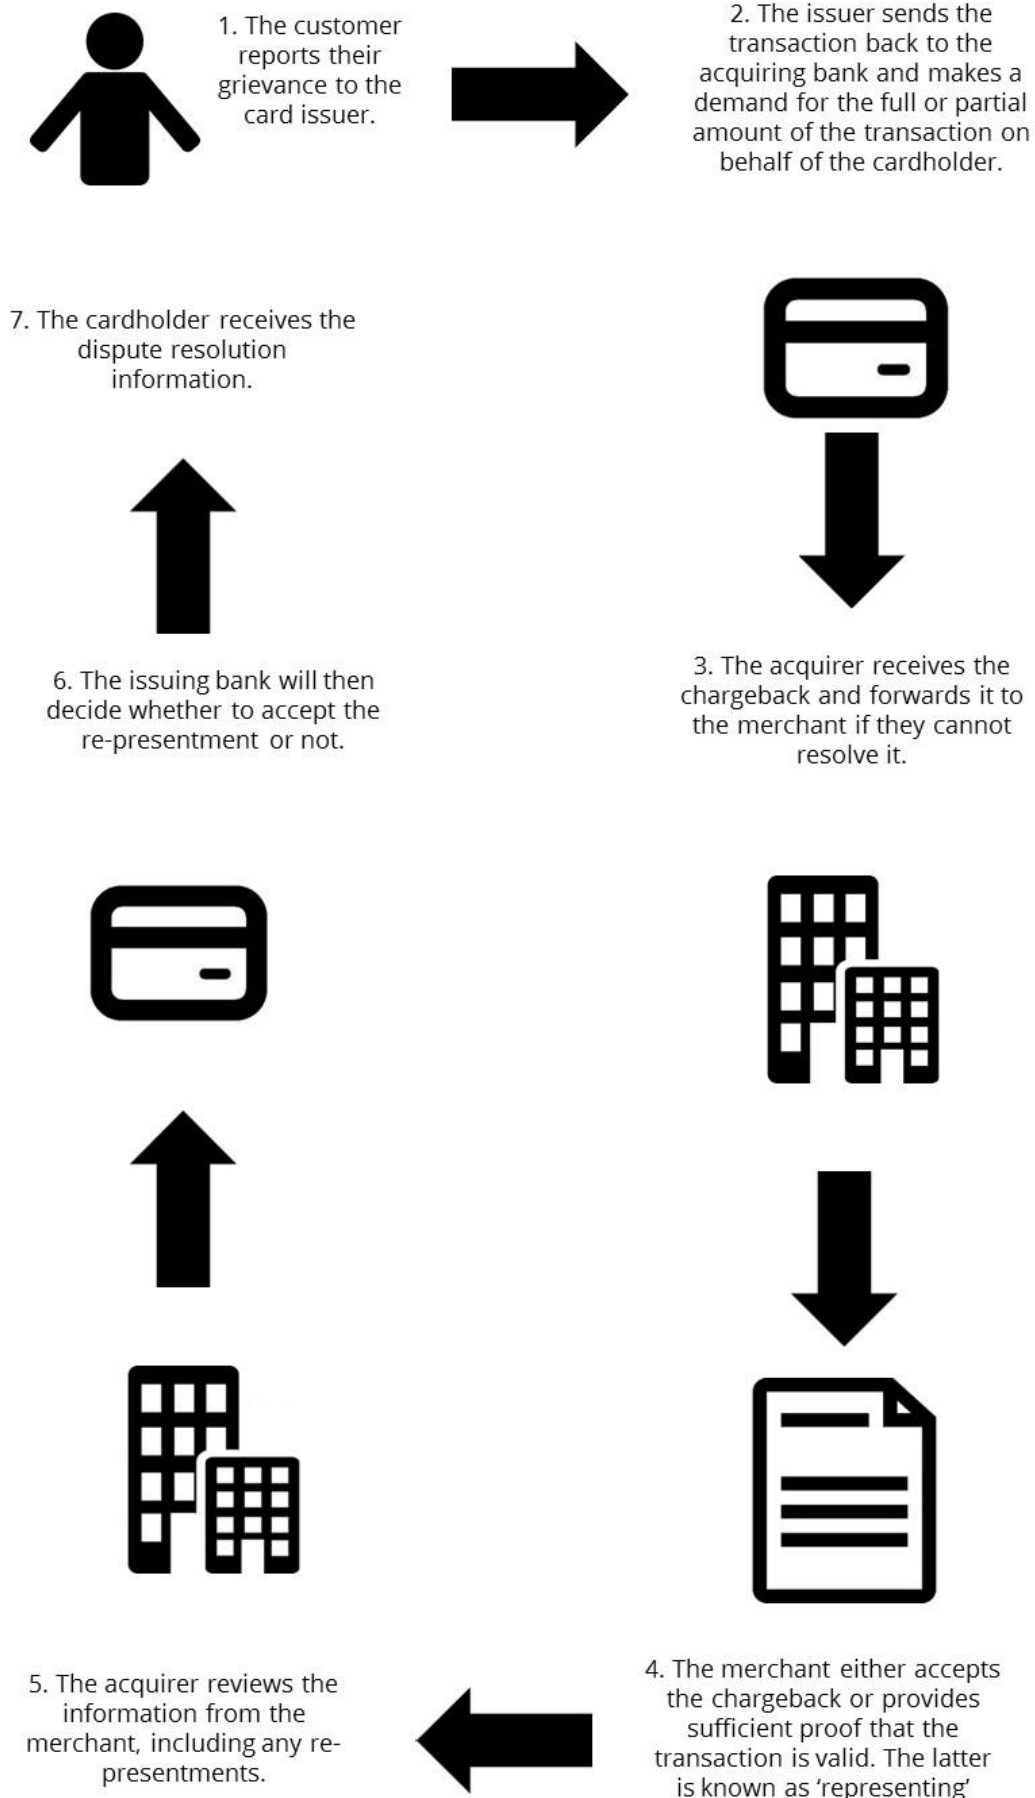 1. The customer
reports their
grievance to the
card issuer.
2. The issuer sends the
transaction back to the
acquiring bank and makes a
demand for the full or partial
amount of the transaction on
behalf of the cardholder.
3. The acquirer receives the
chargeback and forwards it to
the merchant if they cannot
resolve it.
4. The merchant either accepts
the chargeback or provides
sufficient proof that the
transaction is valid. The latter
is known as ‘representing’
5. The acquirer reviews the
information from the
merchant, including any re-
presentments.
6. The issuing bank will then
decide whether to accept the
re-presentment or not.
7. The cardholder receives the
dispute resolution
information.